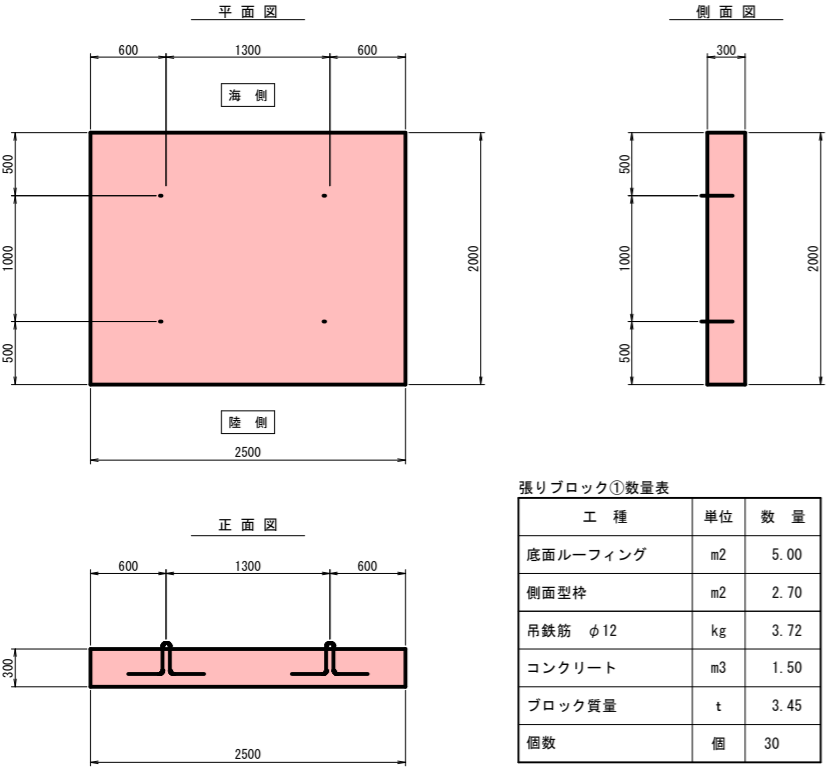 平 面 図
600 1300 600
海 側
500
1000
500
2000
陸 側
2500
側 面 図
300
500
1000
500
2000
正 面 図
600 1300 600
300
2500
張りブロック①数量表
工 種 単位 数 量
底面ルーフィング m2 5.00
側面型枠 m2 2.70
吊鉄筋 φ12 kg 3.72
コンクリート m3 1.50
ブロック質量 t 3.45
個数 個 30